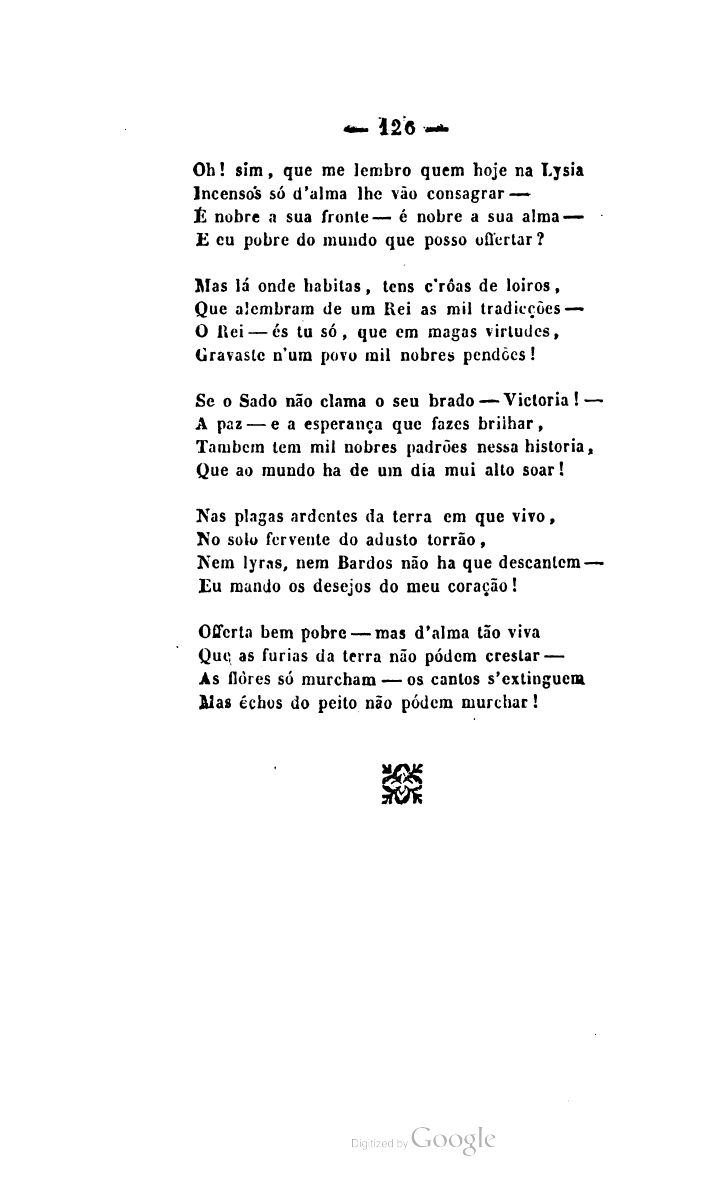 — 126 —
Oh! sim, que me lembro quem hoje na Lysia
Incensos só d'alma lhe vão consagrar —
É nobre a sua fronte — é nobre a sua alma —
E eu pobre do mundo que posso offertar?
Mas lá onde habitas, tens c'rôas de loiros,
Que alembram de um Rei as mil tradicções —
O Rei — és tu só, que em magas virtudes,
Gravaste n'um povo mil nobres pendões!
Se o Sado não clama o seu brado — Victoria! —
A paz — e a esperança que fazes brilhar,
Tambem tem mil nobres padrões nessa historia,
Que ao mundo ha de um dia mui alto soar!
Nas plagas ardentes da terra em que vivo,
No solo fervente do adusto torrão,
Nem lyras, nem Bardos não ha que descantem —
Eu mando os desejos do meu coração!
Offerta bem pobre — mas d'alma tão viva
Que as furias da terra não pódem crestar —
As flôres só murcham — os cantos s'extinguem
Mas échos do peito não pódem murchar!
Digitized by Google